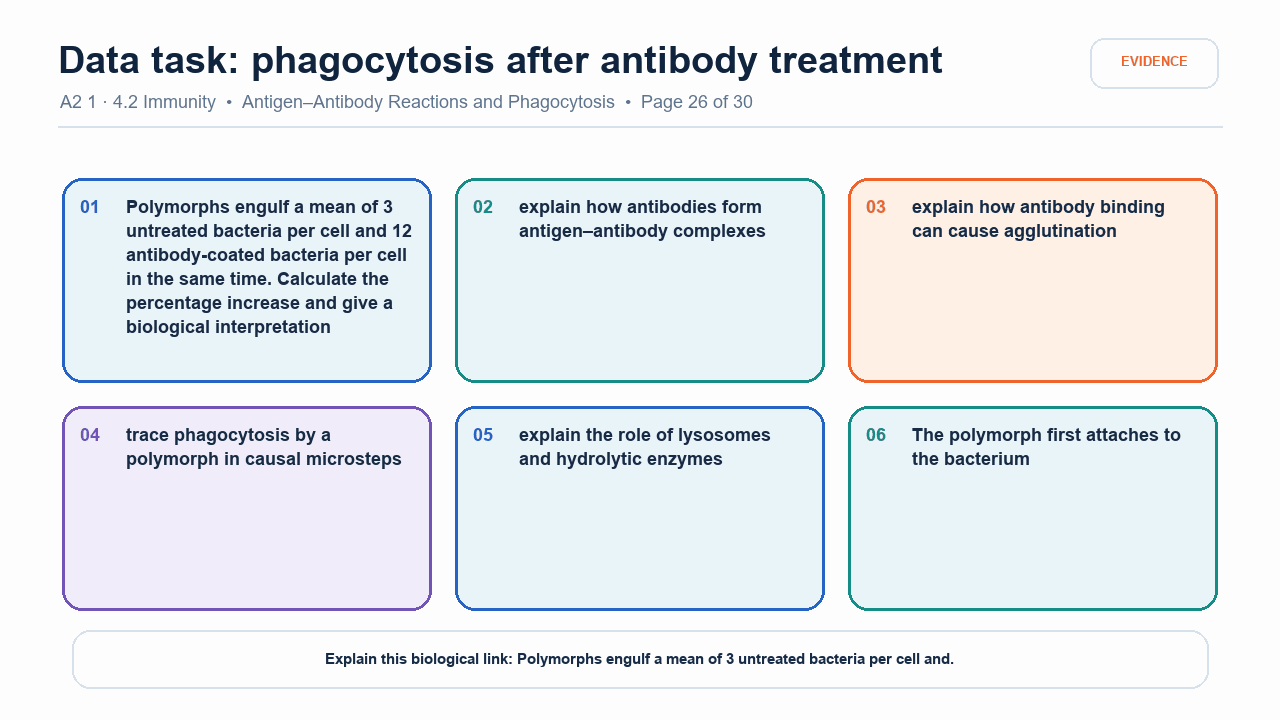 Data task: phagocytosis after antibody treatment
EVIDENCE
A2 1 · 4.2 Immunity • Antigen–Antibody Reactions and Phagocytosis • Page 26 of 30
01
Polymorphs engulf a mean of 3
untreated bacteria per cell and 12
antibody-coated bacteria per cell
in the same time. Calculate the
percentage increase and give a
biological interpretation
02
explain how antibodies form
antigen–antibody complexes
03
explain how antibody binding
can cause agglutination
04
trace phagocytosis by a
polymorph in causal microsteps
05
explain the role of lysosomes
and hydrolytic enzymes
06
The polymorph first attaches to
the bacterium
Explain this biological link: Polymorphs engulf a mean of 3 untreated bacteria per cell and.